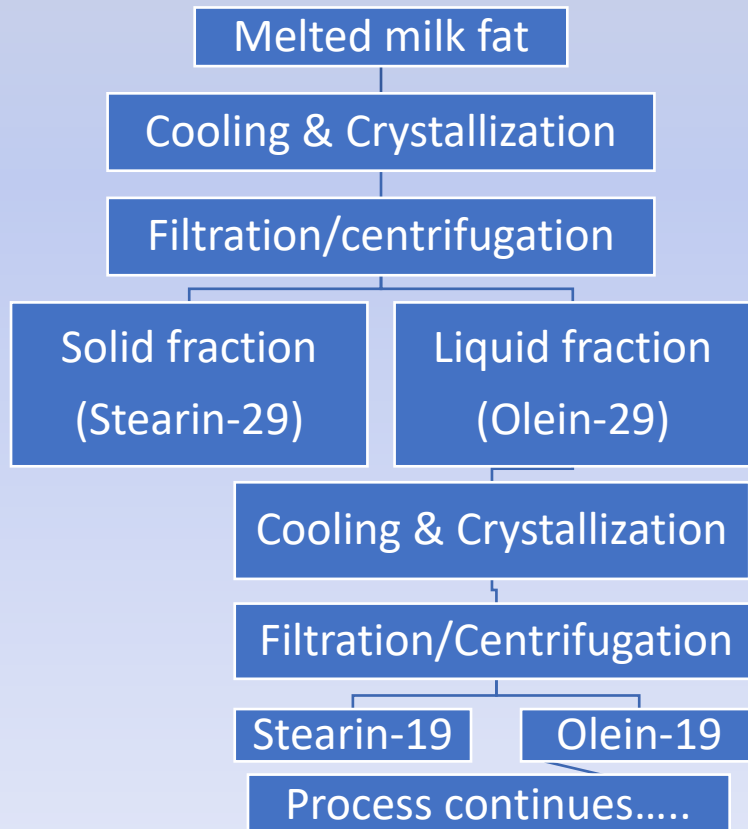 Melted milk fat
Cooling & Crystallization
Filtration/centrifugation
Solid fraction
(Stearin-29)
Liquid fraction
(Olein-29)
Cooling & Crystallization
Filtration/Centrifugation
Stearin-19
Olein-19
Process continues…..